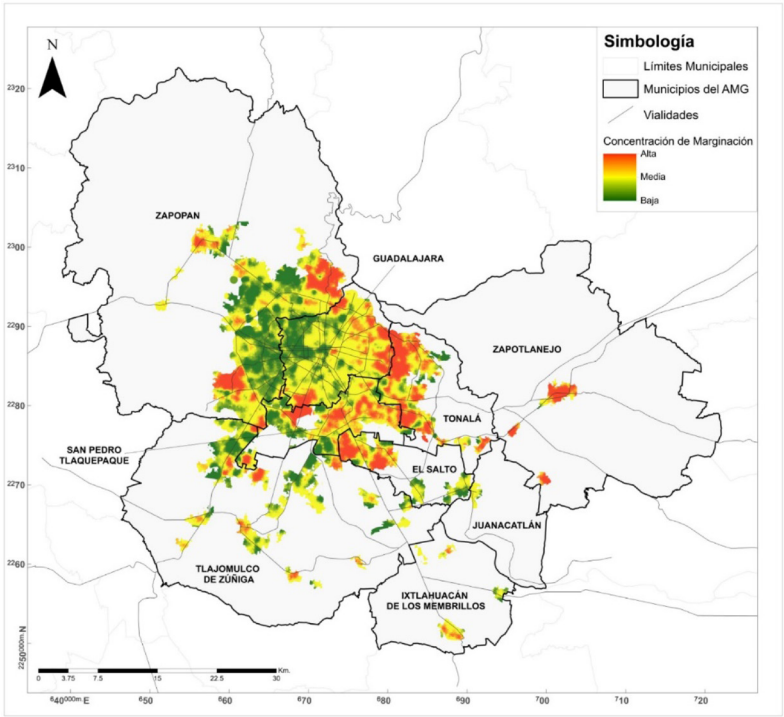 N
Simbología
Límites Municipales
Municipios del AMG
Vialidades
Concentración de Marginación
Alta
Media
Baja
ZAPOPAN
GUADALAJARA
ZAPOTLANEJO
TONALÁ
SAN PEDRO
TLAQUEPAQUE
EL SALTO
JUANACATLÁN
TLAJOMULCO
DE ZÚÑIGA
IXTLAHUACÁN
DE LOS MEMBRILLOS
2320
2310
2300
2290
2280
2270
2260
2250000m. N
0 3.75 7.5 15 22.5 30 Km.
640000m. E 650 660 670 680 690 700 710 720